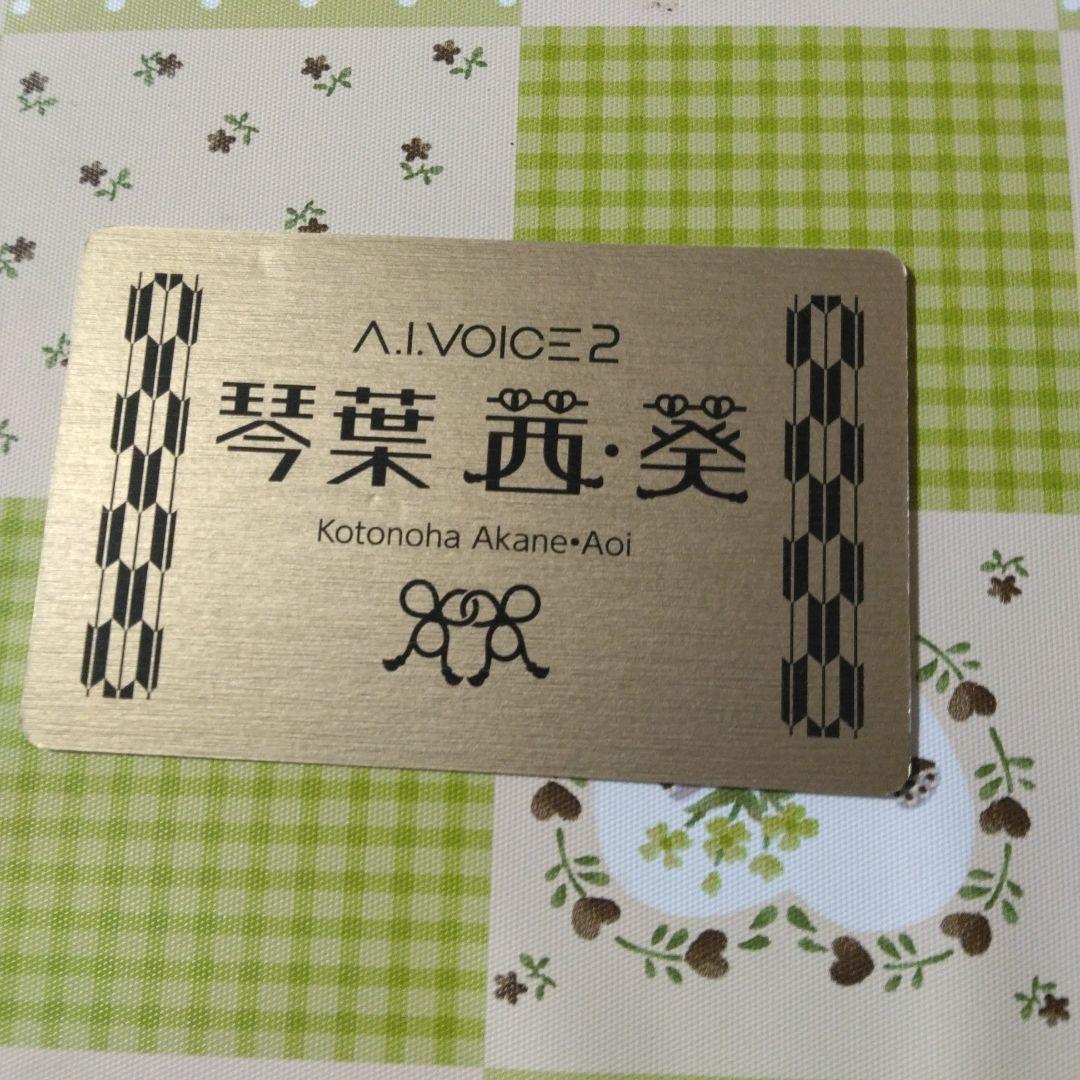 A.I.VOICE2
琴葉 茜・葵
Kotonoha Akane•Aoi